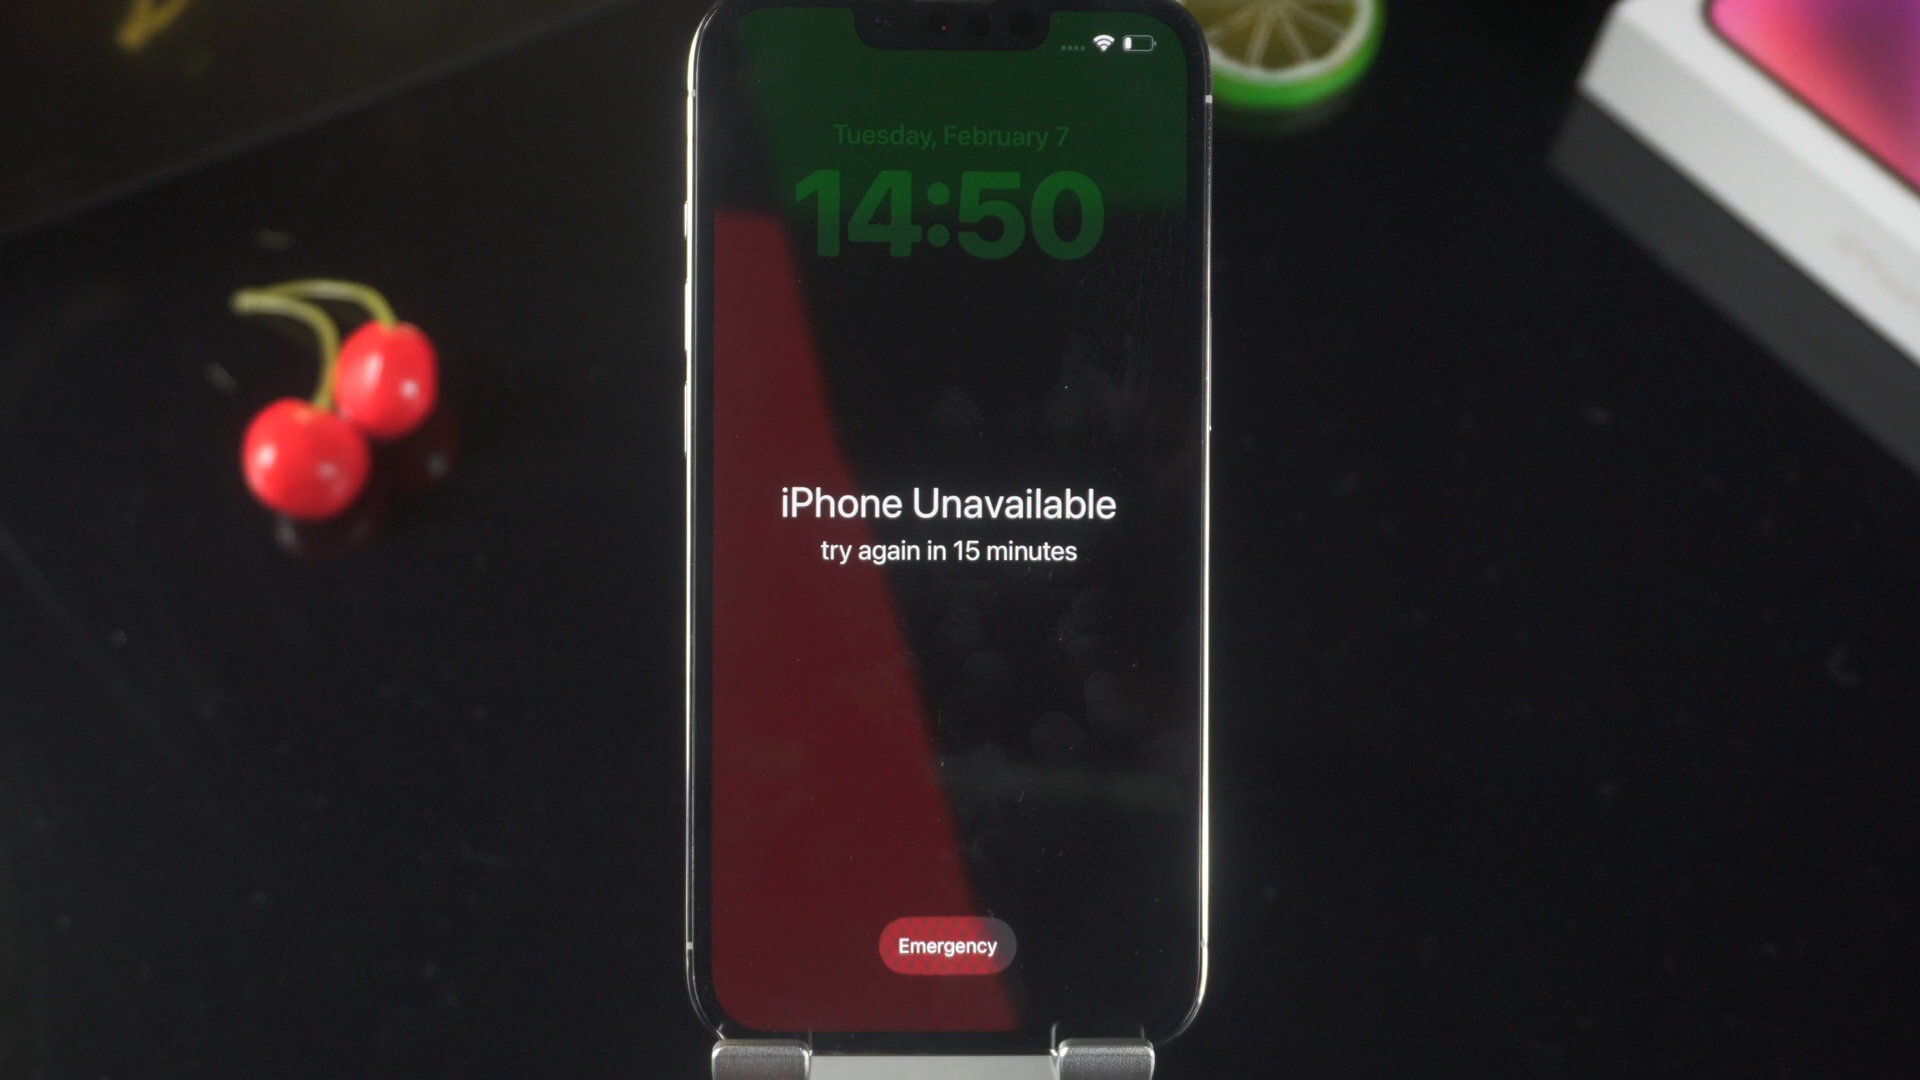 Tuesday, February 7
14:50
iPhone Unavailable
try again in 15 minutes
Emergency